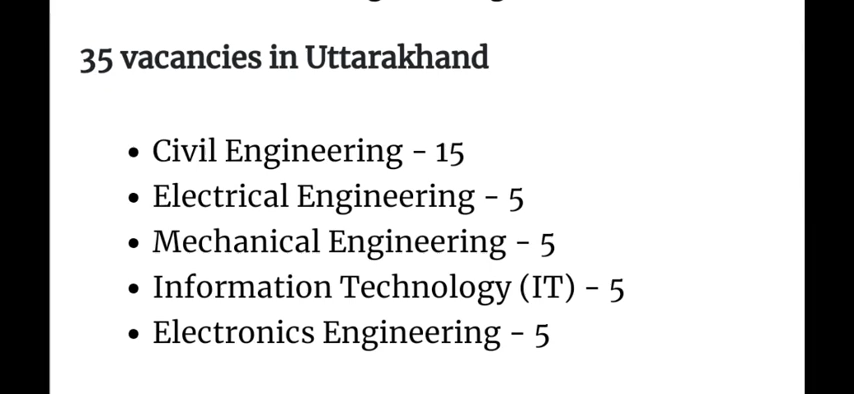 35 vacancies in Uttarakhand
• Civil Engineering - 15
• Electrical Engineering - 5
• Mechanical Engineering - 5
• Information Technology (IT) - 5
• Electronics Engineering - 5